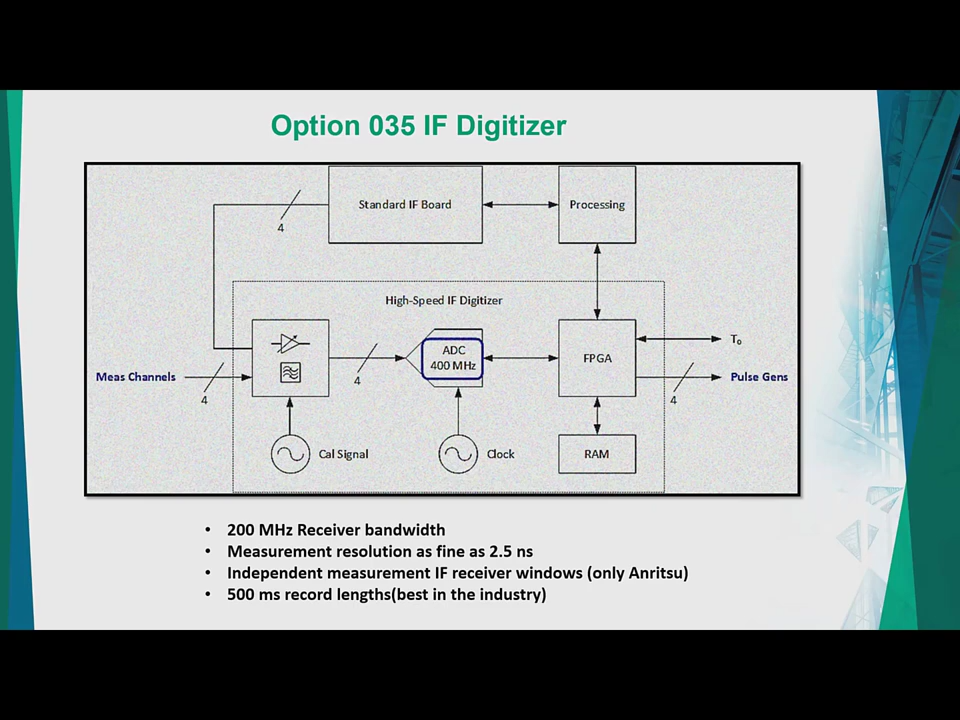 Option 035 IF Digitizer
4
Standard IF Board
Processing
High-Speed IF Digitizer
Meas Channels
4
4
ADC
400 MHz
FPGA
T₀
4
Pulse Gens
Cal Signal
Clock
RAM
• 200 MHz Receiver bandwidth
• Measurement resolution as fine as 2.5 ns
• Independent measurement IF receiver windows (only Anritsu)
• 500 ms record lengths(best in the industry)